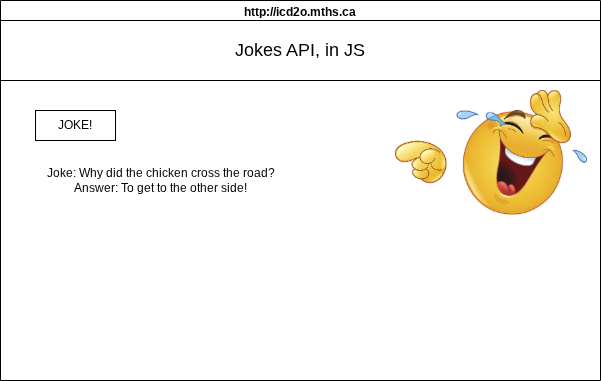 http://icd2o.mths.ca
Jokes API, in JS
JOKE!
Joke: Why did the chicken cross the road?
Answer: To get to the other side!